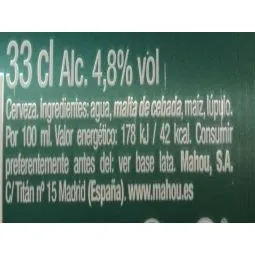 33 cl Alc. 4,8% vol
Cerveza. Ingredientes: agua, malta de cebada, maíz, lúpulo.
Por 100 ml. Valor energético: 178 kJ / 42 kcal. Consumir
preferentemente antes del: ver base lata. Mahou, S.A.
C/ Titán nº 15 Madrid (España). www.mahou.es